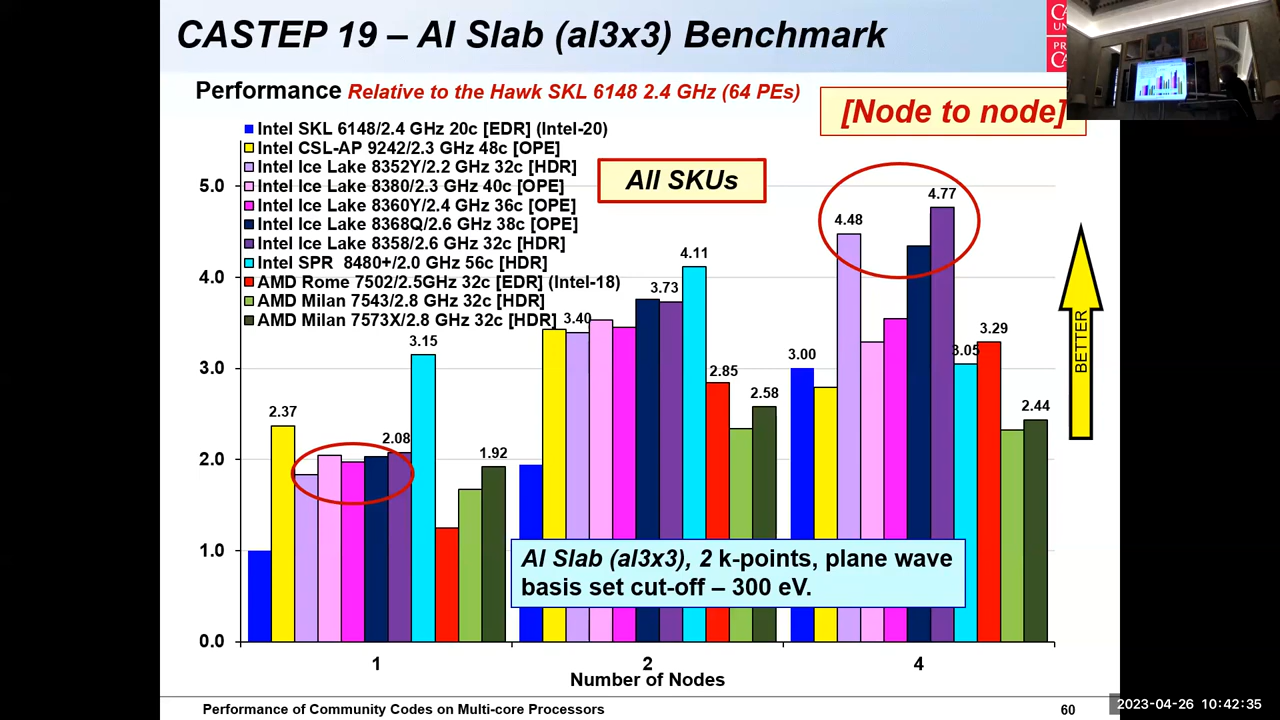 CASTEP 19 – Al Slab (al3x3) Benchmark
Performance Relative to the Hawk SKL 6148 2.4 GHz (64 PEs)
[Node to node]
Intel SKL 6148/2.4 GHz 20c [EDR] (Intel-20)
Intel CSL-AP 9242/2.3 GHz 48c [OPE]
Intel Ice Lake 8352Y/2.2 GHz 32c [HDR]
Intel Ice Lake 8380/2.3 GHz 40c [OPE]
Intel Ice Lake 8360Y/2.4 GHz 36c [OPE]
Intel Ice Lake 8368Q/2.6 GHz 38c [OPE]
Intel Ice Lake 8358/2.6 GHz 32c [HDR]
Intel SPR 8480+/2.0 GHz 56c [HDR]
AMD Rome 7502/2.5GHz 32c [EDR] (Intel-18)
AMD Milan 7543/2.8 GHz 32c [HDR]
AMD Milan 7573X/2.8 GHz 32c [HDR]
All SKUs
5.0
4.0
3.0
2.0
1.0
0.0
2.37
2.08
3.15
1.92
3.40
3.73
4.11
2.85
2.58
3.00
4.48
4.77
3.05
3.29
2.44
BETTER
Al Slab (al3x3), 2 k-points, plane wave
basis set cut-off – 300 eV.
1 2 4
Number of Nodes
Performance of Community Codes on Multi-core Processors
60
2023-04-26 10:42:35